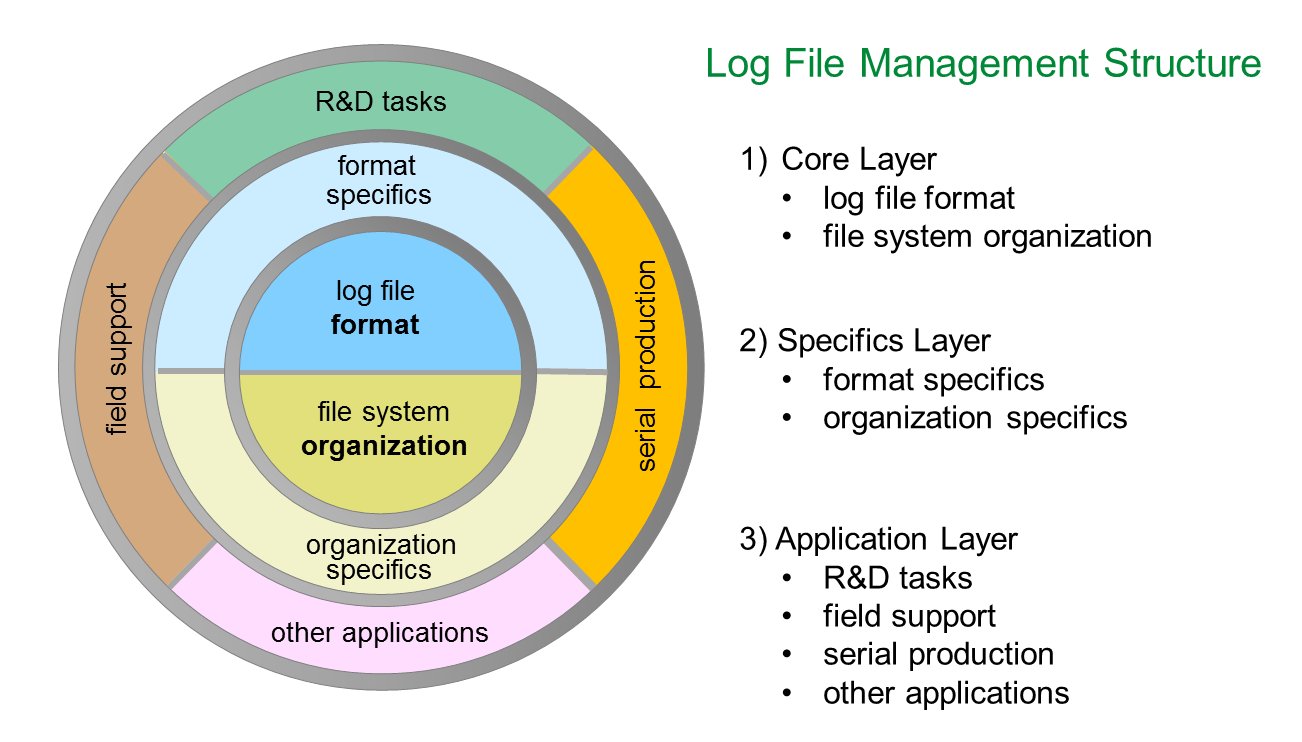 Log File Management Structure
R&D tasks
format
specifics
log file
format
file system
organization
organization
specifics
field support
serial production
other applications
1) Core Layer
• log file format
• file system organization
2) Specifics Layer
• format specifics
• organization specifics
3) Application Layer
• R&D tasks
• field support
• serial production
• other applications